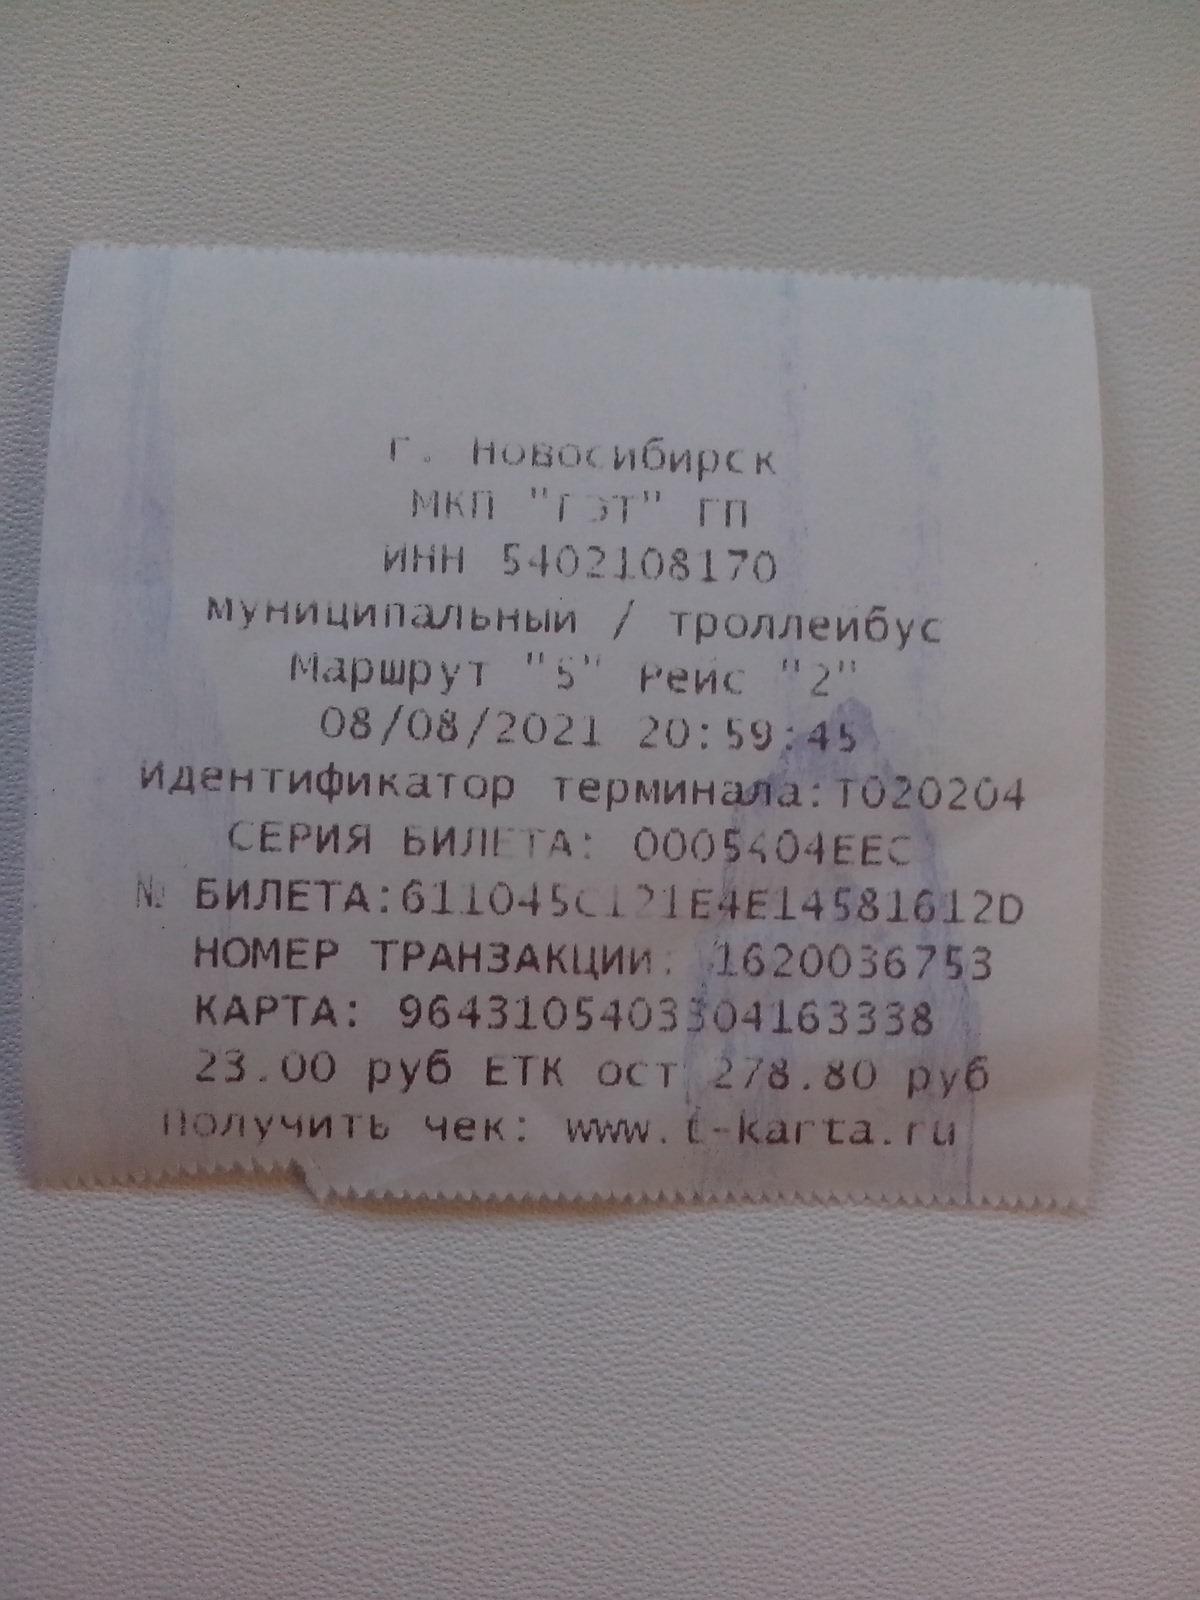 г. Новосибирск
МКП "ГЭТ" ГП
ИНН 5402108170
муниципальный / троллейбус
Маршрут "5" Рейс "2"
08/08/2021 20:59:45
идентификатор терминала:T020204
СЕРИЯ БИЛЕТА: 0005404EEC
№ БИЛЕТА:611045C121E4E14581612D
НОМЕР ТРАНЗАКЦИИ: 1620036753
КАРТА: 9643105403304163338
23.00 руб ЕТК ост 278.80 руб
Получить чек: www.t-karta.ru